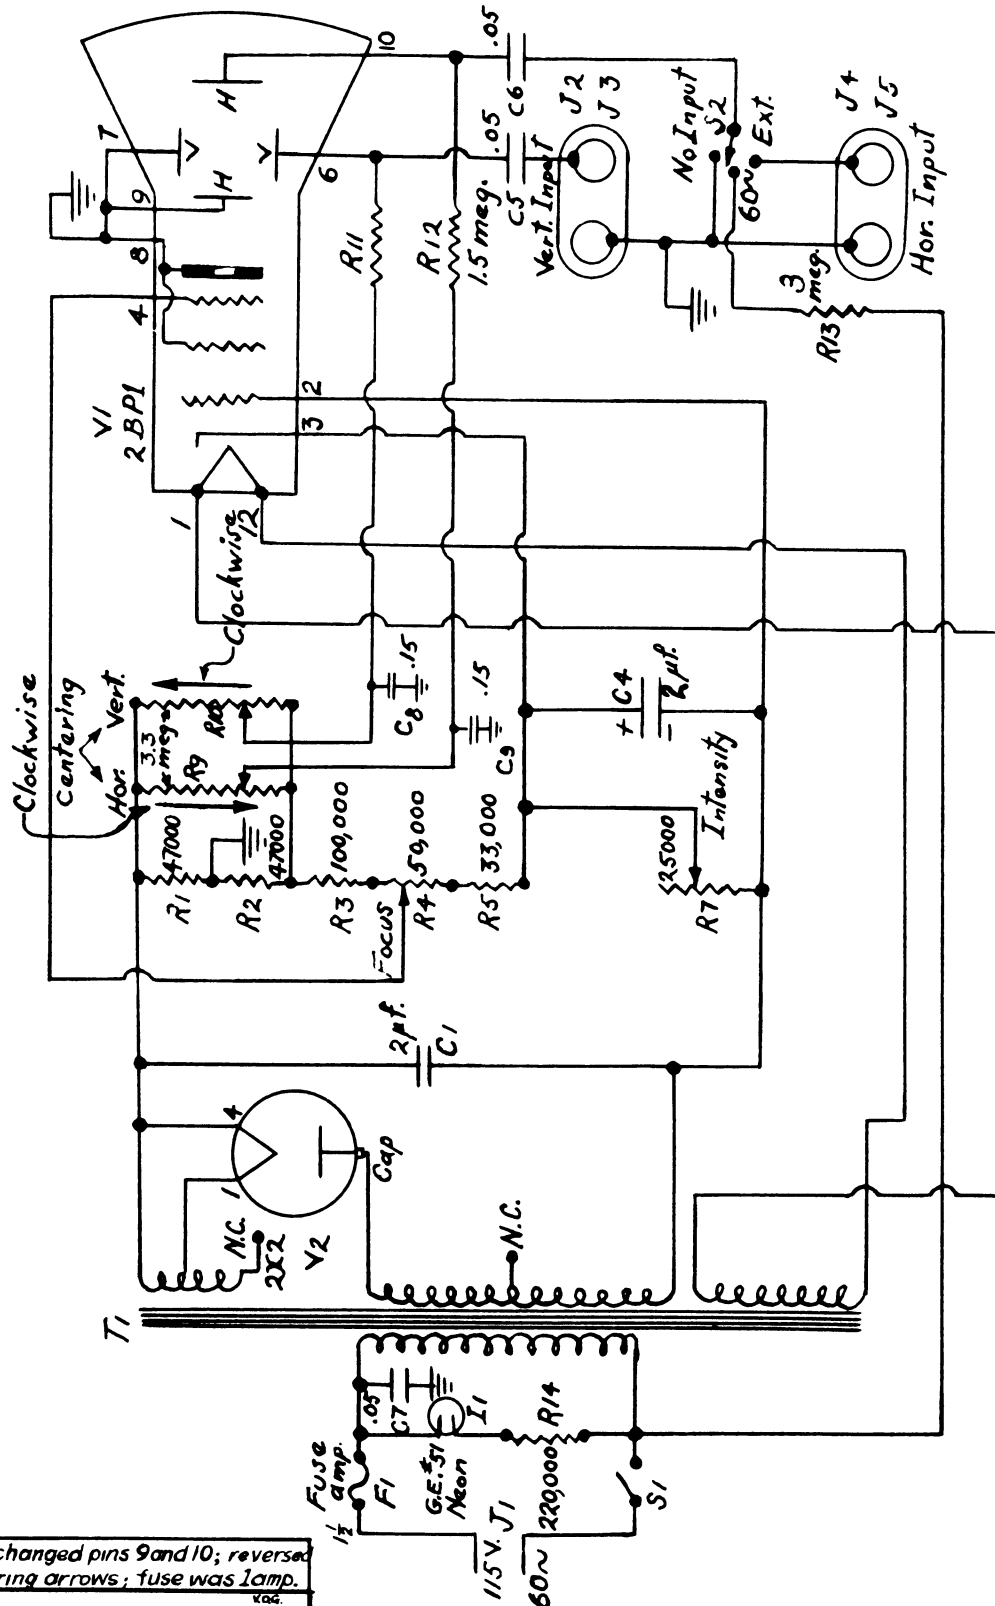 T1
V2
2X2
N.C.
1
4
Cap
N.C.
2µf.
C1
1½
Fuse
amp.
F1
.05
C7
I1
G.E.#51
Neon
R14
220,000
S1
115 V.
60~
J1
Clockwise
Centering
Hor.
Vert.
3.3
meg
R9
R10
Clockwise
R1
47000
R2
47000
R3
100,000
R4
50,000
Focus
R5
33,000
C8
.15
C9
.15
R7
25000
Intensity
+
C4
2µf.
-
V1
2BP1
1
12
3
2
4
8
9
7
6
10
V
V
H
H
R11
R12
1.5 meg.
.05
C5
.05
C6
Vert. Input
J2
J3
No Input
S2
60~
Ext.
J4
J5
Hor. Input
3
meg.
R13
changed pins 9 and 10; reversed
ring arrows; fuse was 1amp.